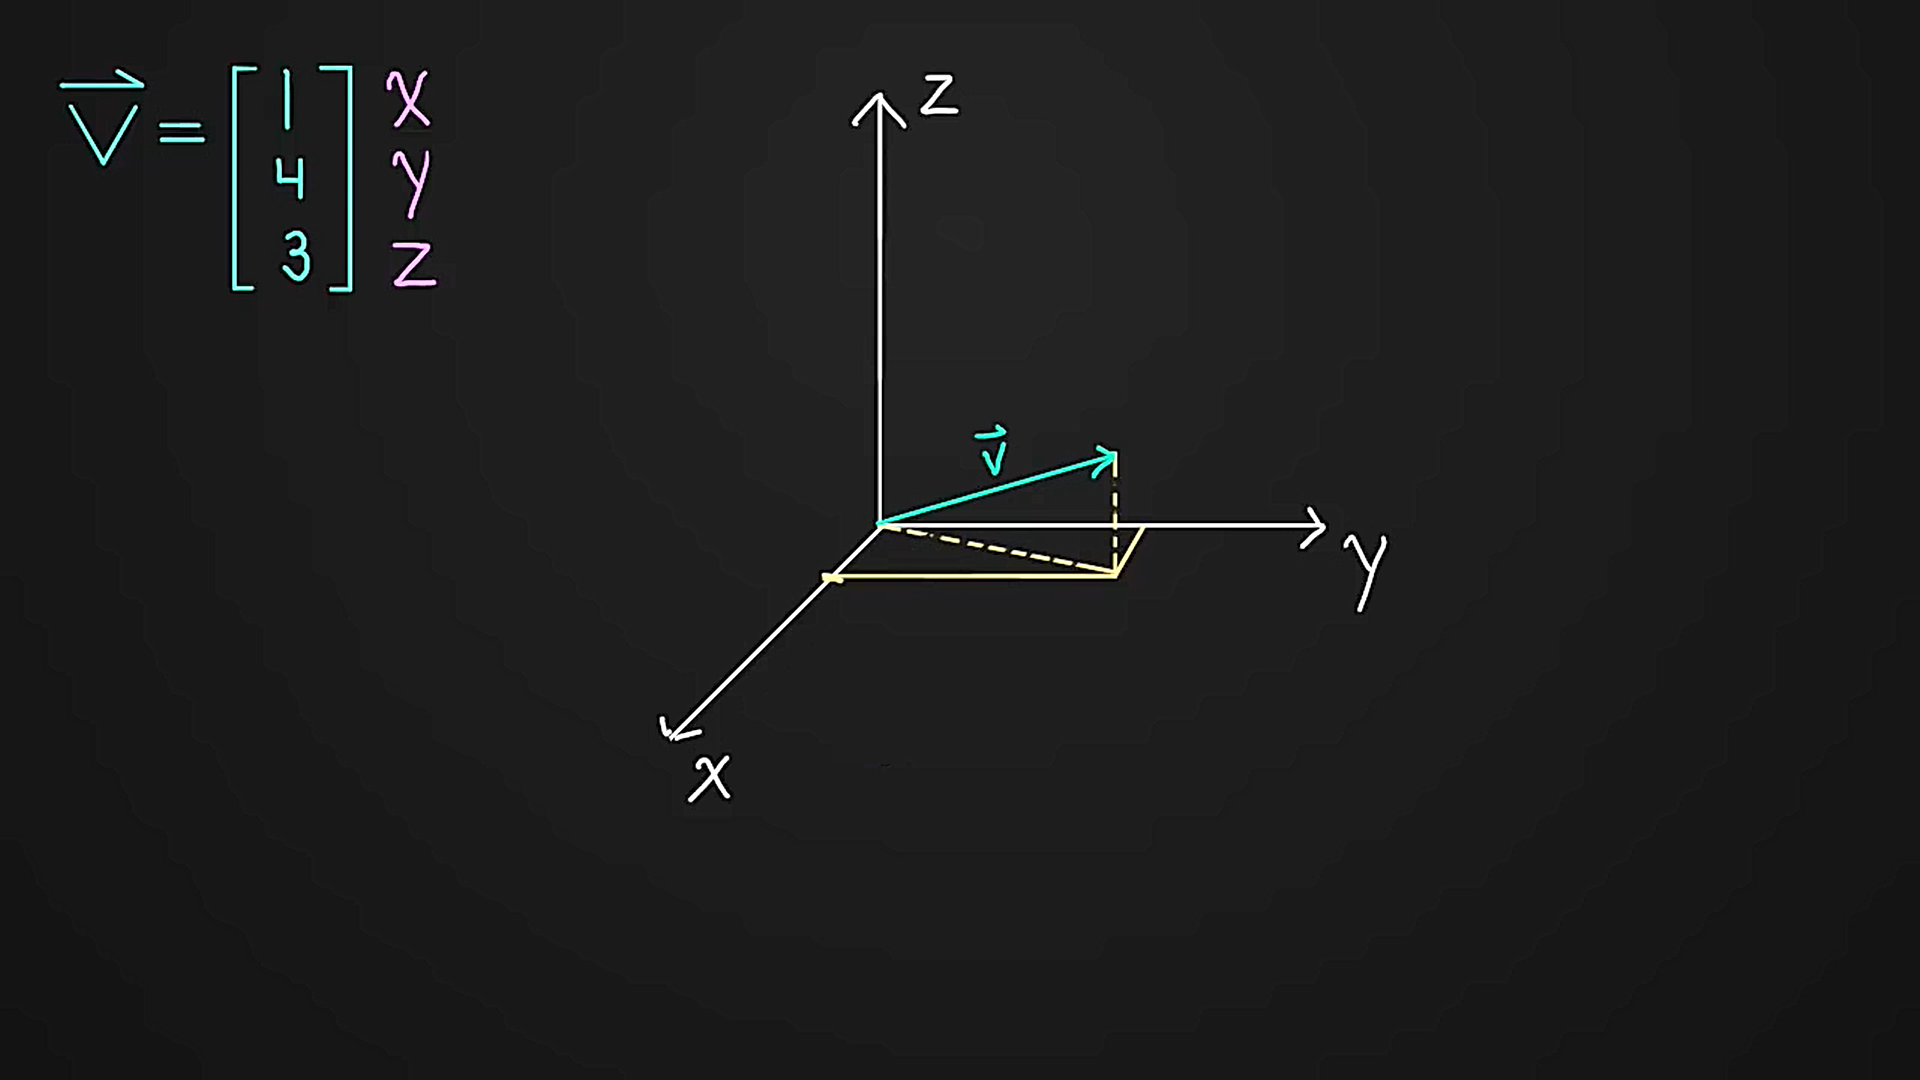 V = [1 4 3] x y z
z
v
y
x